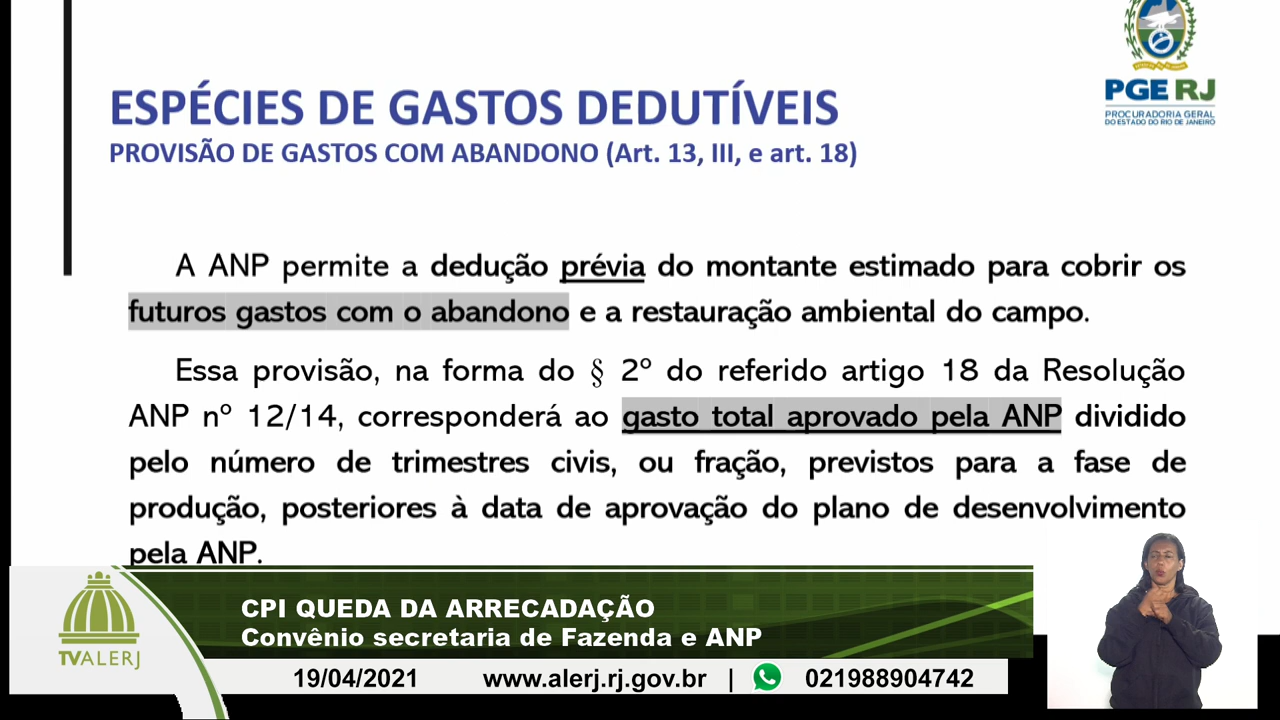 PGE RJ
PROCURADORIA GERAL
DO ESTADO DO RIO DE JANEIRO
ESPÉCIES DE GASTOS DEDUTÍVEIS
PROVISÃO DE GASTOS COM ABANDONO (Art. 13, III, e art. 18)
A ANP permite a dedução prévia do montante estimado para cobrir os
futuros gastos com o abandono e a restauração ambiental do campo.
Essa provisão, na forma do § 2º do referido artigo 18 da Resolução
ANP nº 12/14, corresponderá ao gasto total aprovado pela ANP dividido
pelo número de trimestres civis, ou fração, previstos para a fase de
produção, posteriores à data de aprovação do plano de desenvolvimento
pela ANP.
CPI QUEDA DA ARRECADAÇÃO
Convênio secretaria de Fazenda e ANP
TVALERJ
19/04/2021 www.alerj.rj.gov.br | 021988904742